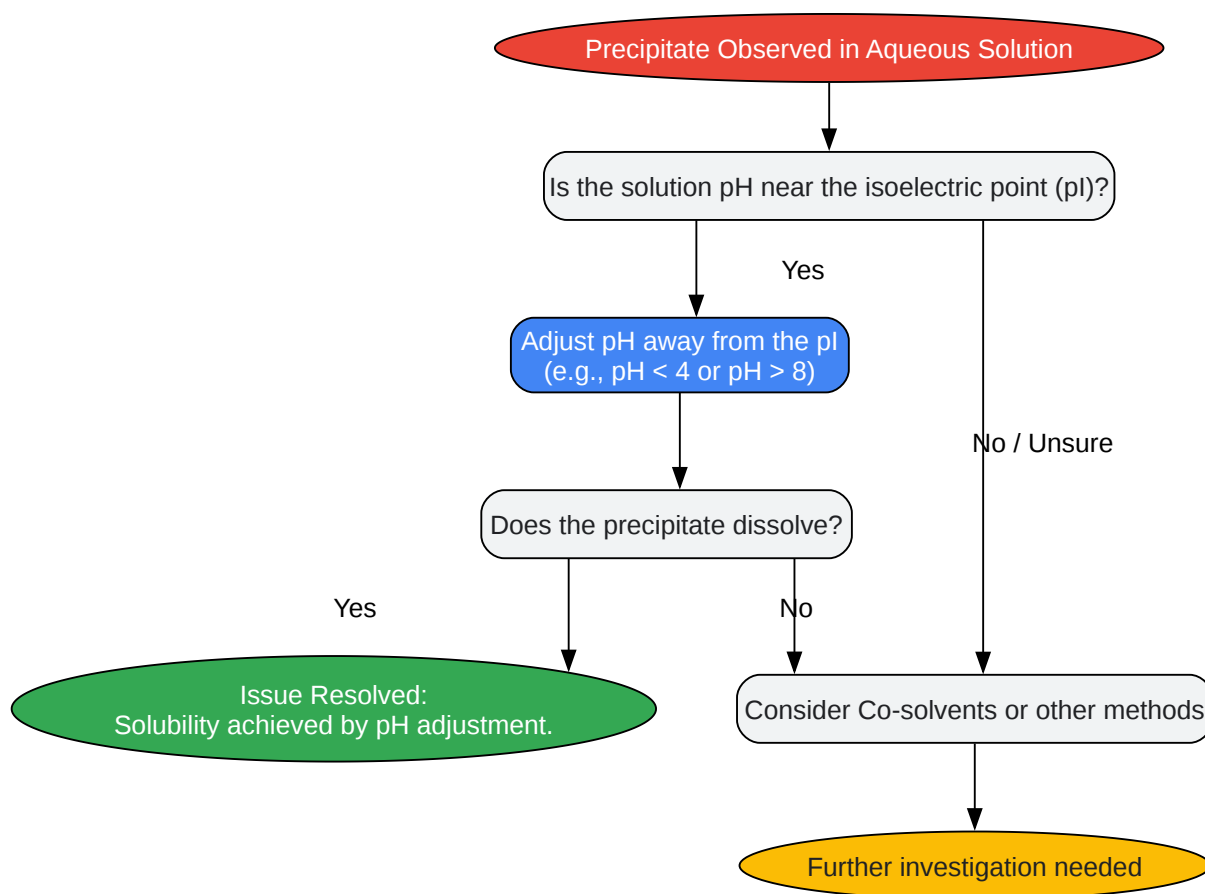 Precipitate Observed in Aqueous Solution
Is the solution pH near the isoelectric point (pI)?
Yes
Adjust pH away from the pI
(e.g., pH < 4 or pH > 8)
No / Unsure
Does the precipitate dissolve?
Yes
No
Issue Resolved:
Solubility achieved by pH adjustment.
Consider Co-solvents or other methods
Further investigation needed